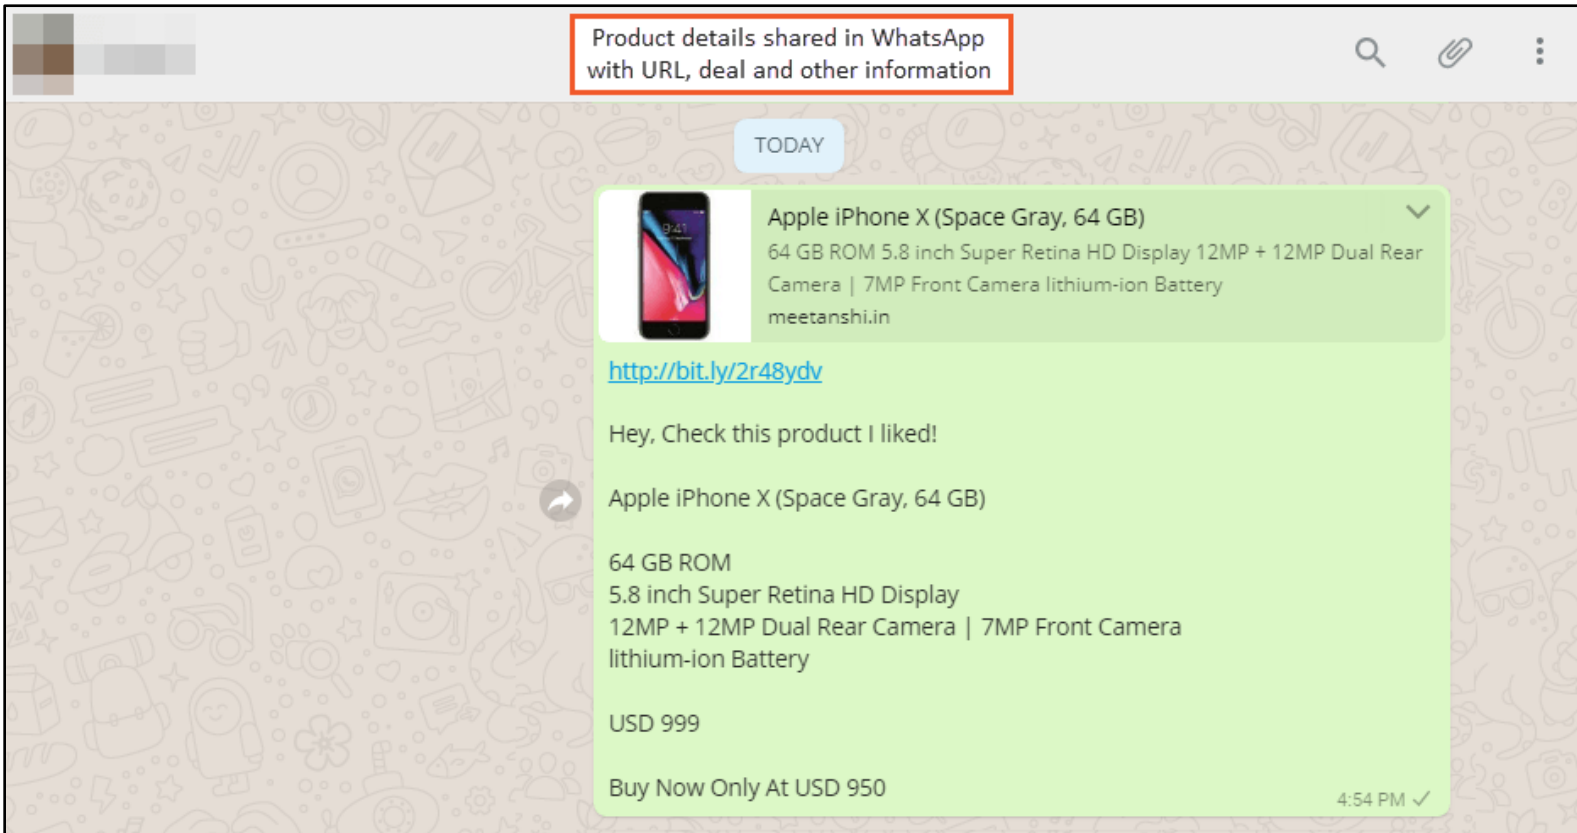 Product details shared in WhatsApp
with URL, deal and other information
TODAY
9:41
Apple iPhone X (Space Gray, 64 GB)
64 GB ROM 5.8 inch Super Retina HD Display 12MP + 12MP Dual Rear
Camera | 7MP Front Camera lithium-ion Battery
meetanshi.in
http://bit.ly/2r48ydv
Hey, Check this product I liked!
Apple iPhone X (Space Gray, 64 GB)
64 GB ROM
5.8 inch Super Retina HD Display
12MP + 12MP Dual Rear Camera | 7MP Front Camera
lithium-ion Battery
USD 999
Buy Now Only At USD 950
4:54 PM